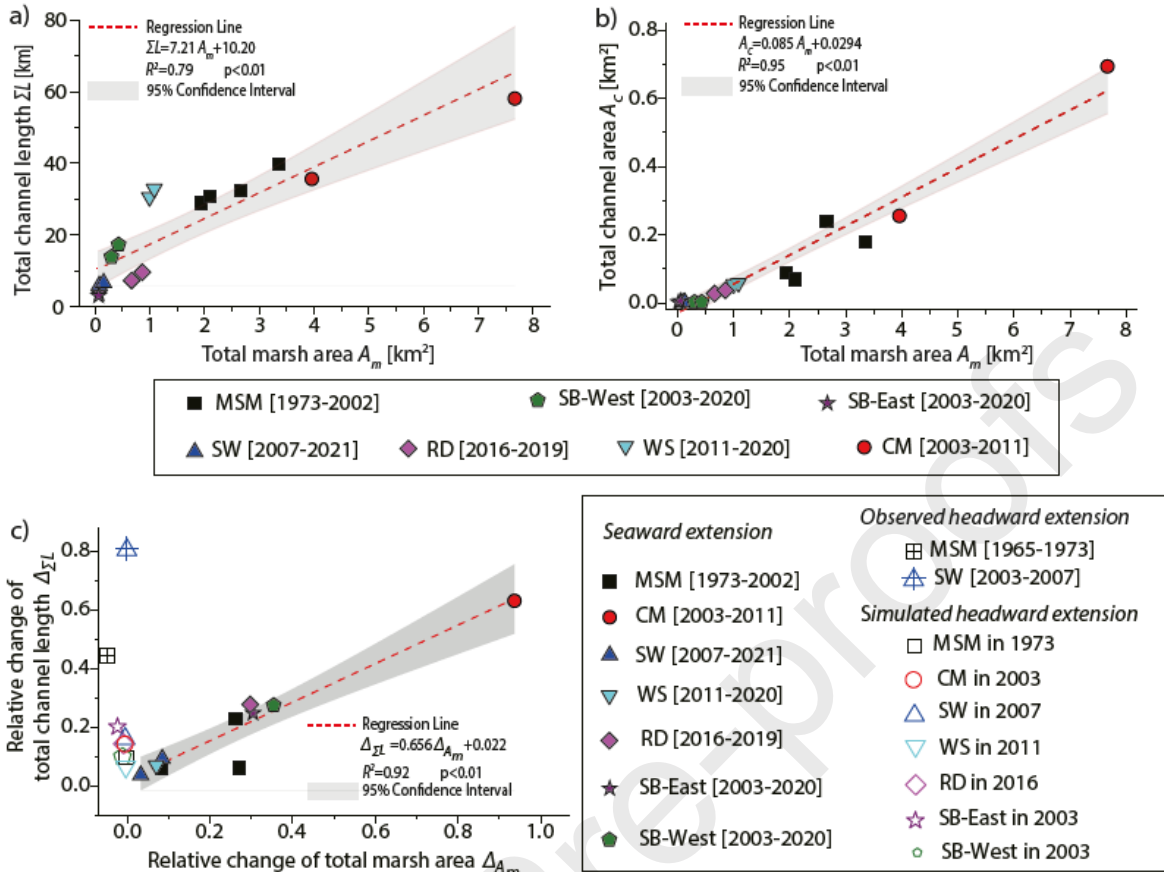 a)
Total channel length ΣL [km]
80
60
40
20
0
Regression Line
ΣL=7.21 Am+10.20
R²=0.79 p<0.01
95% Confidence Interval
0 1 2 3 4 5 6 7 8
Total marsh area Am [km²]
b)
Total channel area Ac [km²]
0.8
0.6
0.4
0.2
0.0
Regression Line
Ac=0.085 Am+0.0294
R²=0.95 p<0.01
95% Confidence Interval
0 1 2 3 4 5 6 7 8
Total marsh area Am [km²]
MSM [1973-2002] SB-West [2003-2020] SB-East [2003-2020]
SW [2007-2021] RD [2016-2019] WS [2011-2020] CM [2003-2011]
c)
Relative change of
total channel length ΔΣL
0.8
0.6
0.4
0.2
0.0
Regression Line
ΔΣL=0.656 ΔAm+0.022
R²=0.92 p<0.01
95% Confidence Interval
0.0 0.2 0.4 0.6 0.8 1.0
Relative change of total marsh area ΔAm
Seaward extension
MSM [1973-2002]
CM [2003-2011]
SW [2007-2021]
WS [2011-2020]
RD [2016-2019]
SB-East [2003-2020]
SB-West [2003-2020]
Observed headward extension
MSM [1965-1973]
SW [2003-2007]
Simulated headward extension
MSM in 1973
CM in 2003
SW in 2007
WS in 2011
RD in 2016
SB-East in 2003
SB-West in 2003
re-proofs